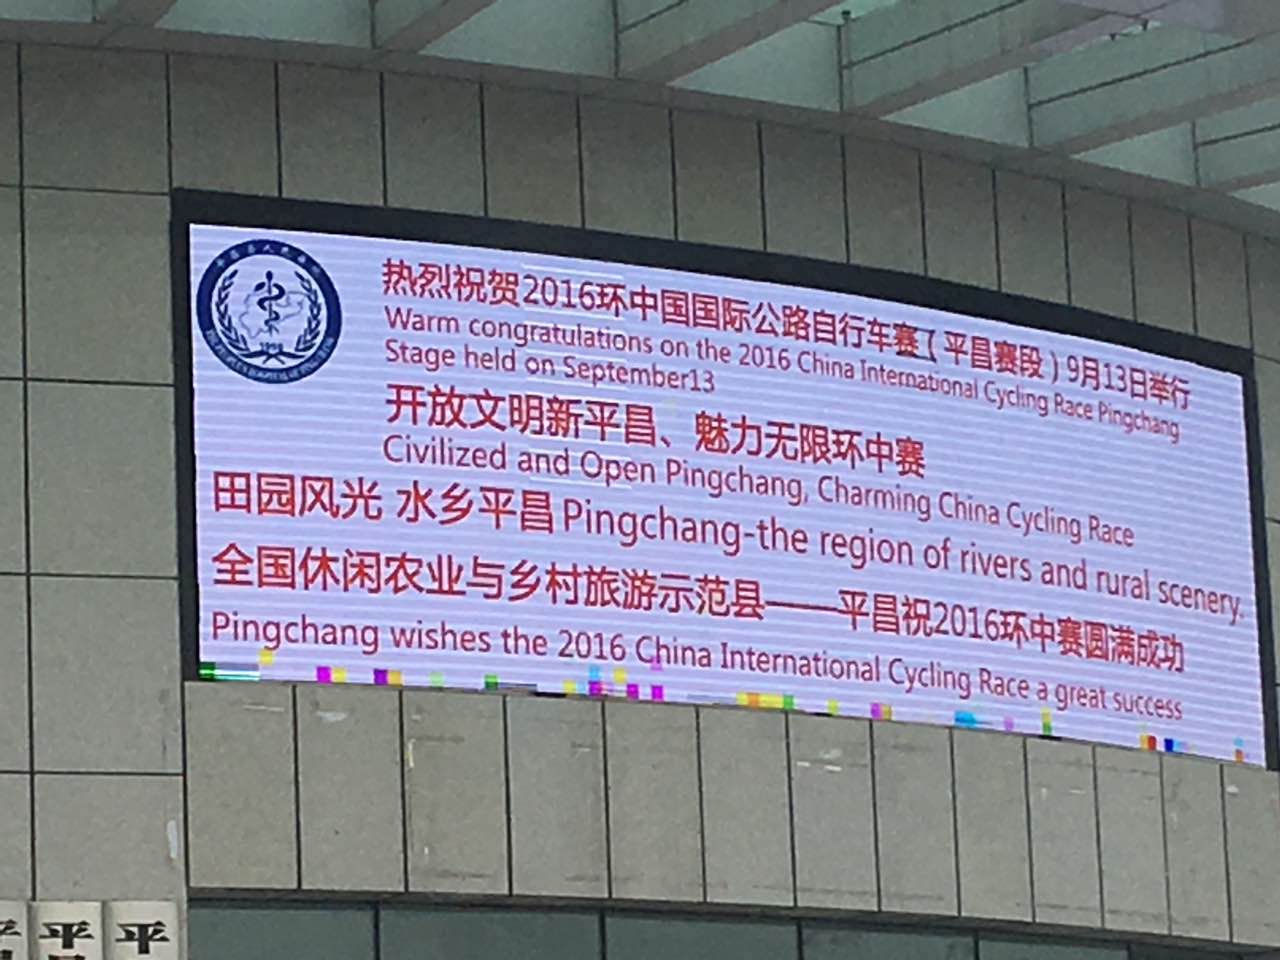 热烈祝贺2016环中国国际公路自行车赛【平昌赛段）9月13日举行
Warm congratulations on the 2016 China International Cycling Race Pingchang
Stage held on September13
开放文明新平昌、魅力无限环中赛
Civilized and Open Pingchang, Charming China Cycling Race
田园风光 水乡平昌 Pingchang-the region of rivers and rural scenery.
全国休闲农业与乡村旅游示范县——平昌祝2016环中赛圆满成功
Pingchang wishes the 2016 China International Cycling Race a great success
平 平